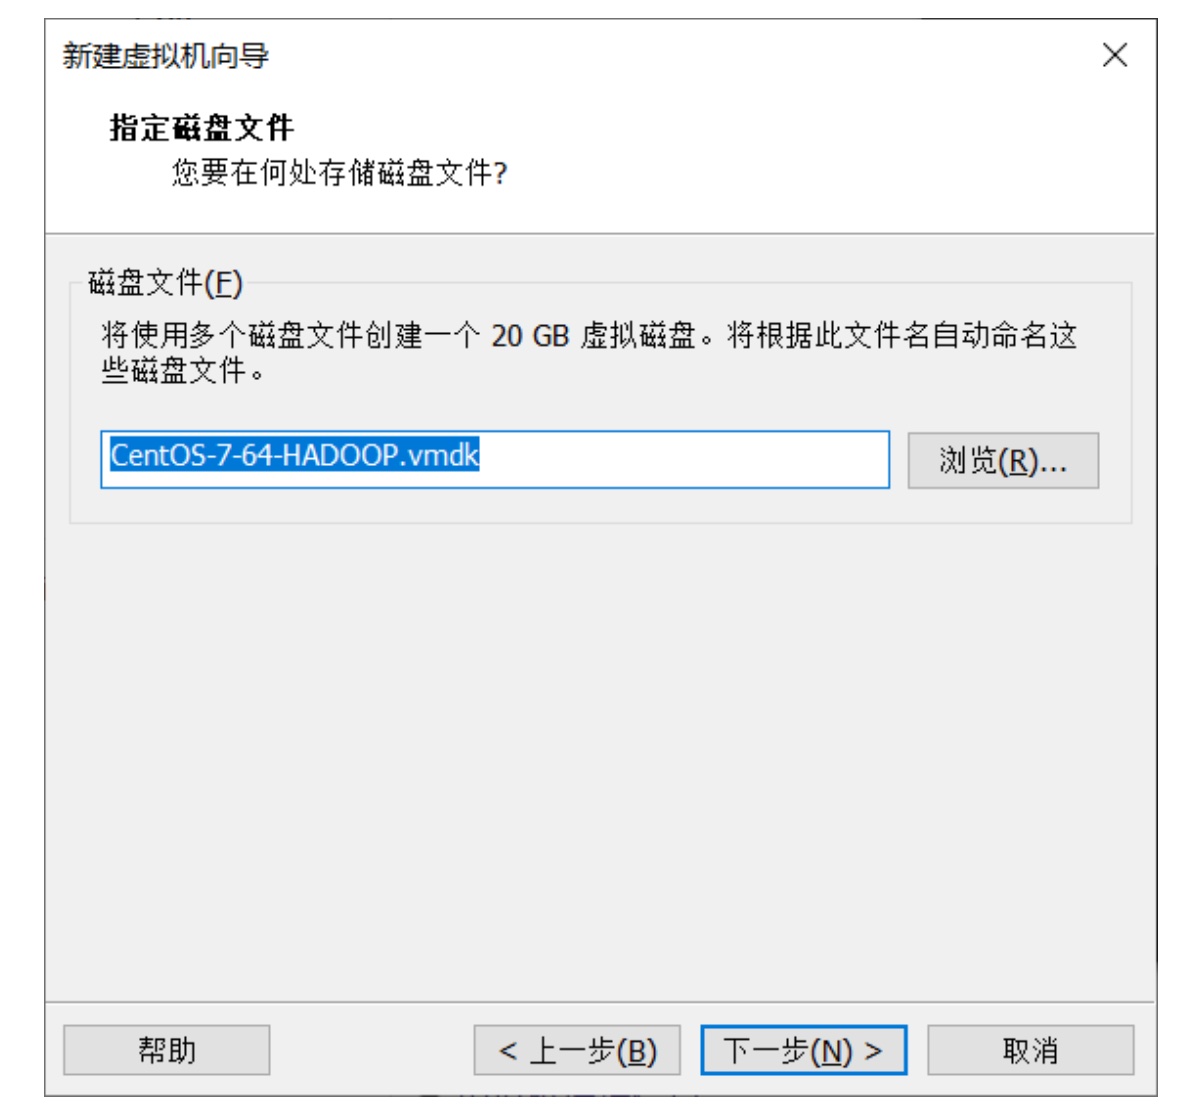 新建虚拟机向导
指定磁盘文件
您要在何处存储磁盘文件?
磁盘文件(F)
将使用多个磁盘文件创建一个 20 GB 虚拟磁盘。将根据此文件名自动命名这
些磁盘文件。
CentOS-7-64-HADOOP.vmdk
浏览(R)...
帮助
< 上一步(B)
下一步(N) >
取消